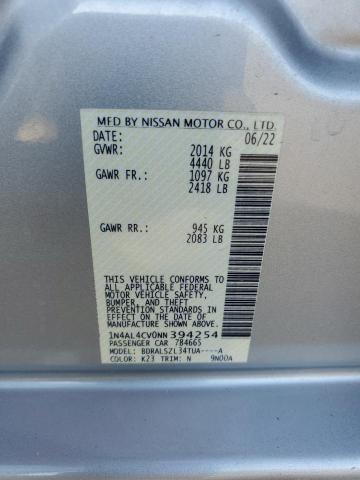 MFD BY NISSAN MOTOR CO., LTD.
DATE: 06/22
GVWR: 2014 KG
4440 LB
GAWR FR.: 1097 KG
2418 LB
GAWR RR.: 945 KG
2083 LB
THIS VEHICLE CONFORMS TO
ALL APPLICABLE FEDERAL
MOTOR VEHICLE SAFETY,
BUMPER, AND THEFT
PREVENTION STANDARDS
IN EFFECT ON THE DATE OF
MANUFACTURE SHOWN ABOVE.
1N4AL4CV0NN394254
PASSENGER CAR 784665
MODEL: BDRALSZL34TUA----A
COLOR: K23 TRIM: N 9N00A